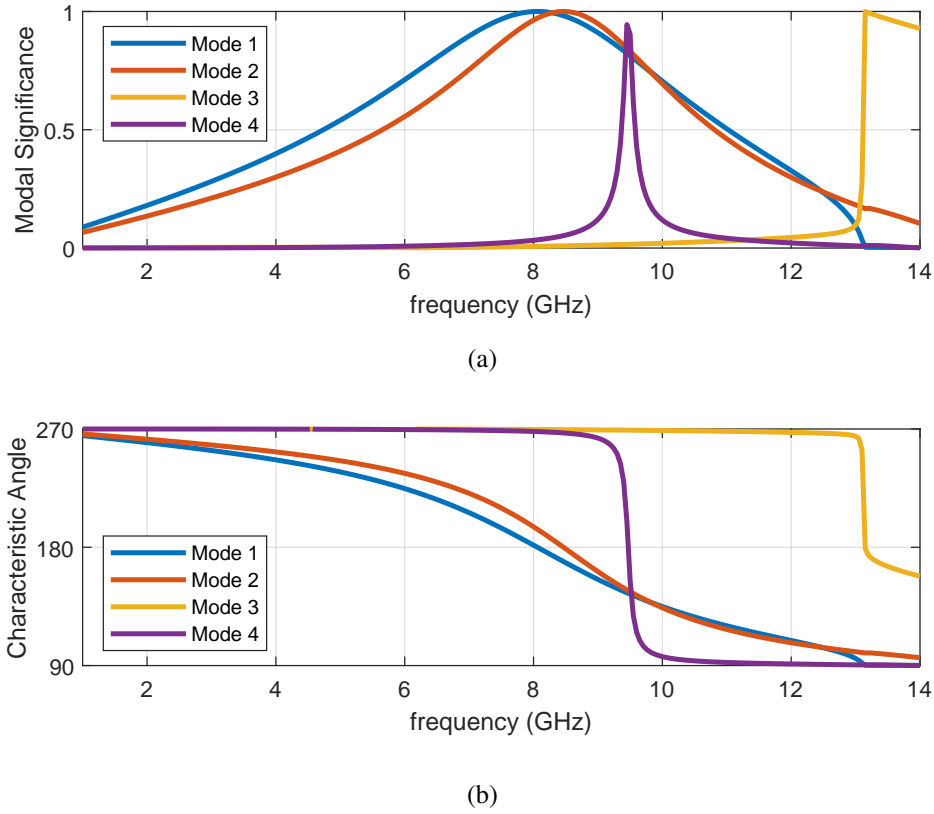 1
0.5
0
Modal Significance
Mode 1
Mode 2
Mode 3
Mode 4
2 4 6 8 10 12 14
frequency (GHz)
(a)
270
180
90
Characteristic Angle
Mode 1
Mode 2
Mode 3
Mode 4
2 4 6 8 10 12 14
frequency (GHz)
(b)